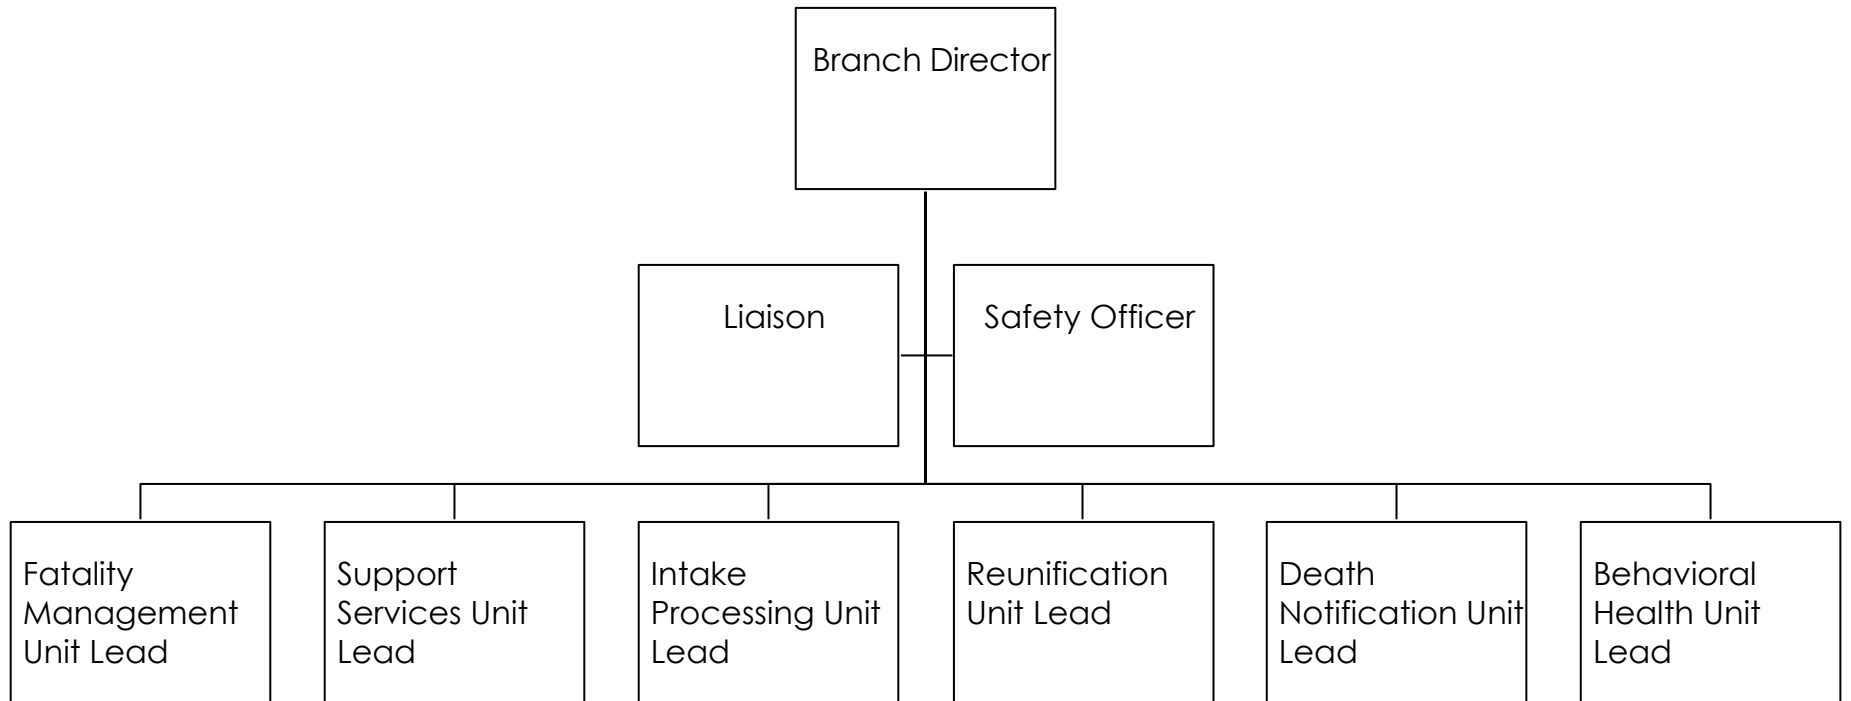 Branch Director
Liaison
Safety Officer
Fatality
Management
Unit Lead
Support
Services Unit
Lead
Intake
Processing Unit
Lead
Reunification
Unit Lead
Death
Notification Unit
Lead
Behavioral
Health Unit
Lead